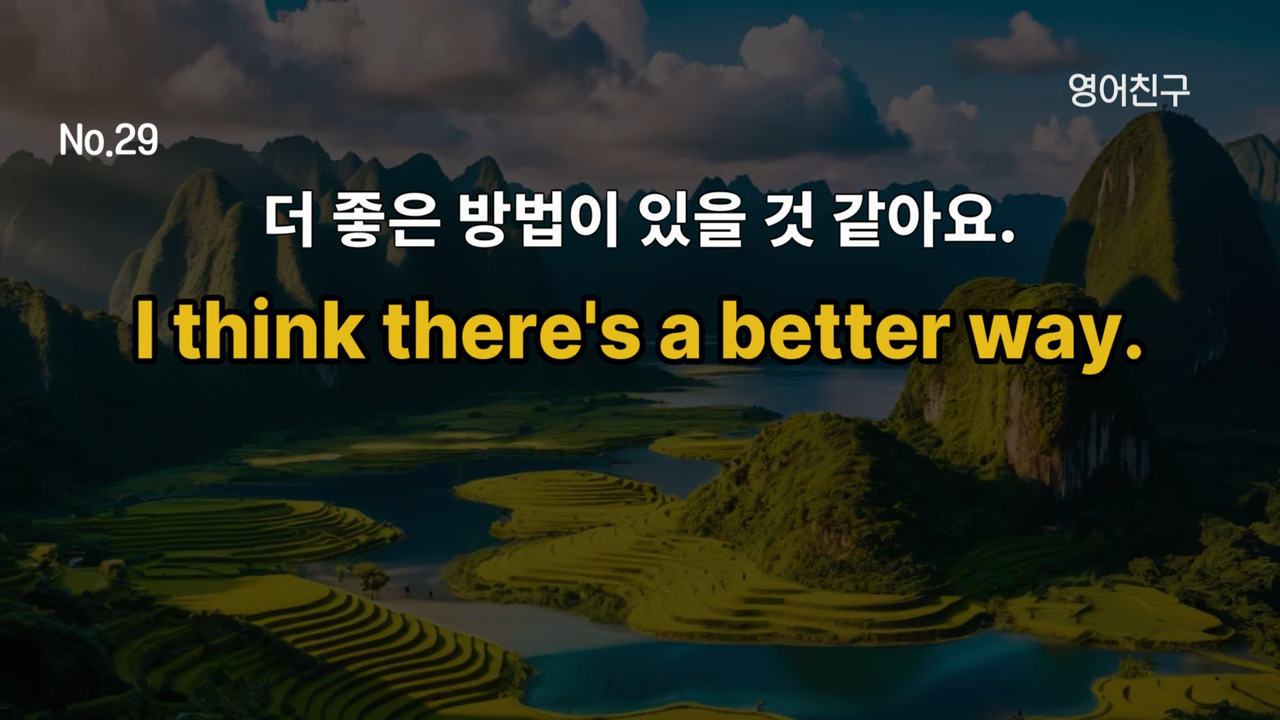 영어친구
No.29
더 좋은 방법이 있을 것 같아요.
I think there's a better way.